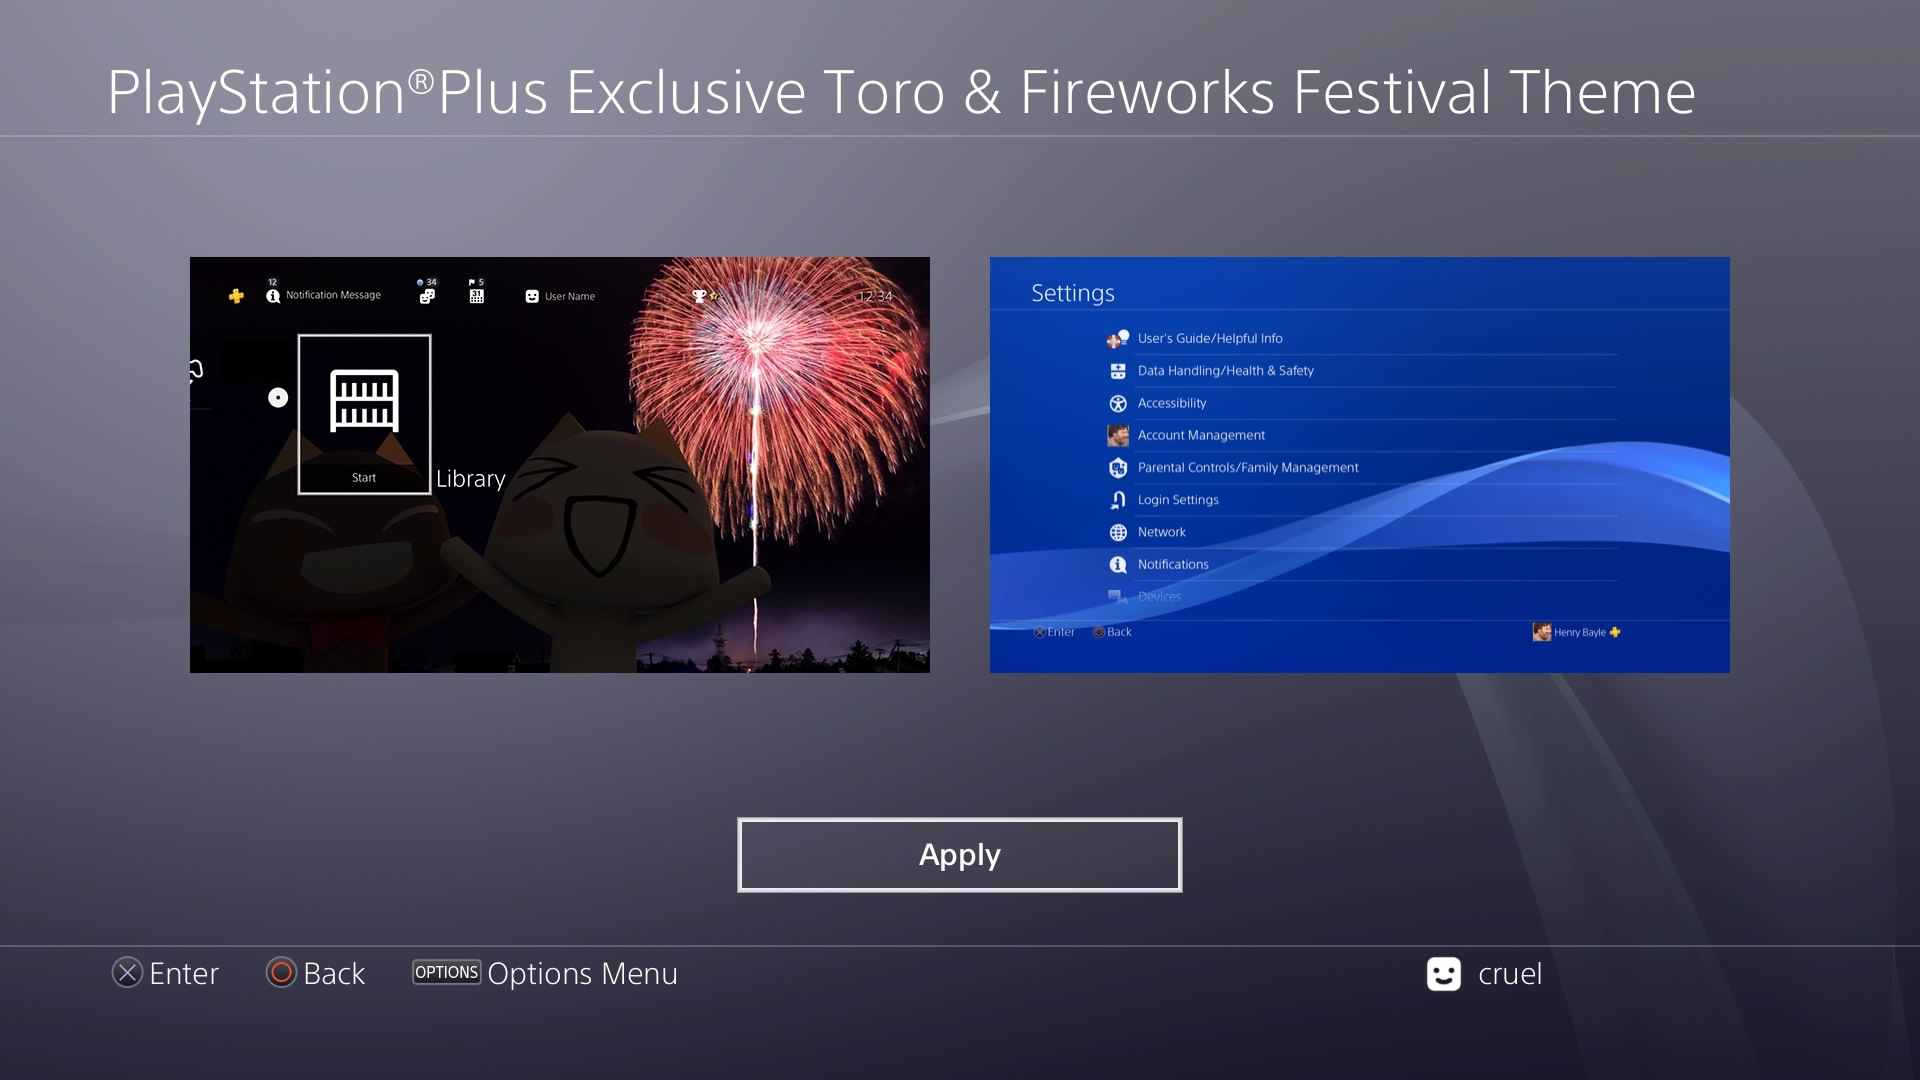 PlayStation®Plus Exclusive Toro & Fireworks Festival Theme
12
Notification Message
34
5
31
User Name
12:34
Start
Library
Settings
User's Guide/Helpful Info
Data Handling/Health & Safety
Accessibility
Account Management
Parental Controls/Family Management
Login Settings
Network
Notifications
Devices
Enter Back
Henry Bayle
Apply
Enter Back OPTIONS Options Menu
cruel